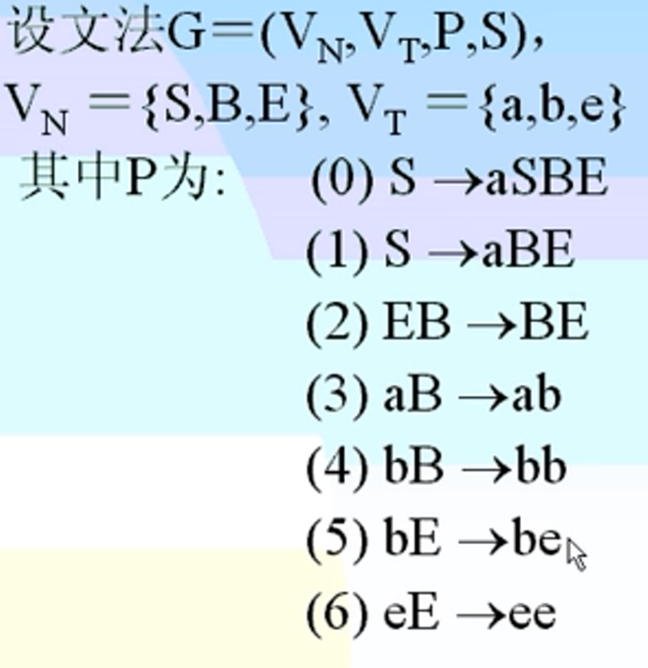 设文法G=(V_N,V_T,P,S),
V_N ={S,B,E}, V_T ={a,b,e}
其中P为: (0) S →aSBE
(1) S →aBE
(2) EB →BE
(3) aB →ab
(4) bB →bb
(5) bE →be
(6) eE →ee